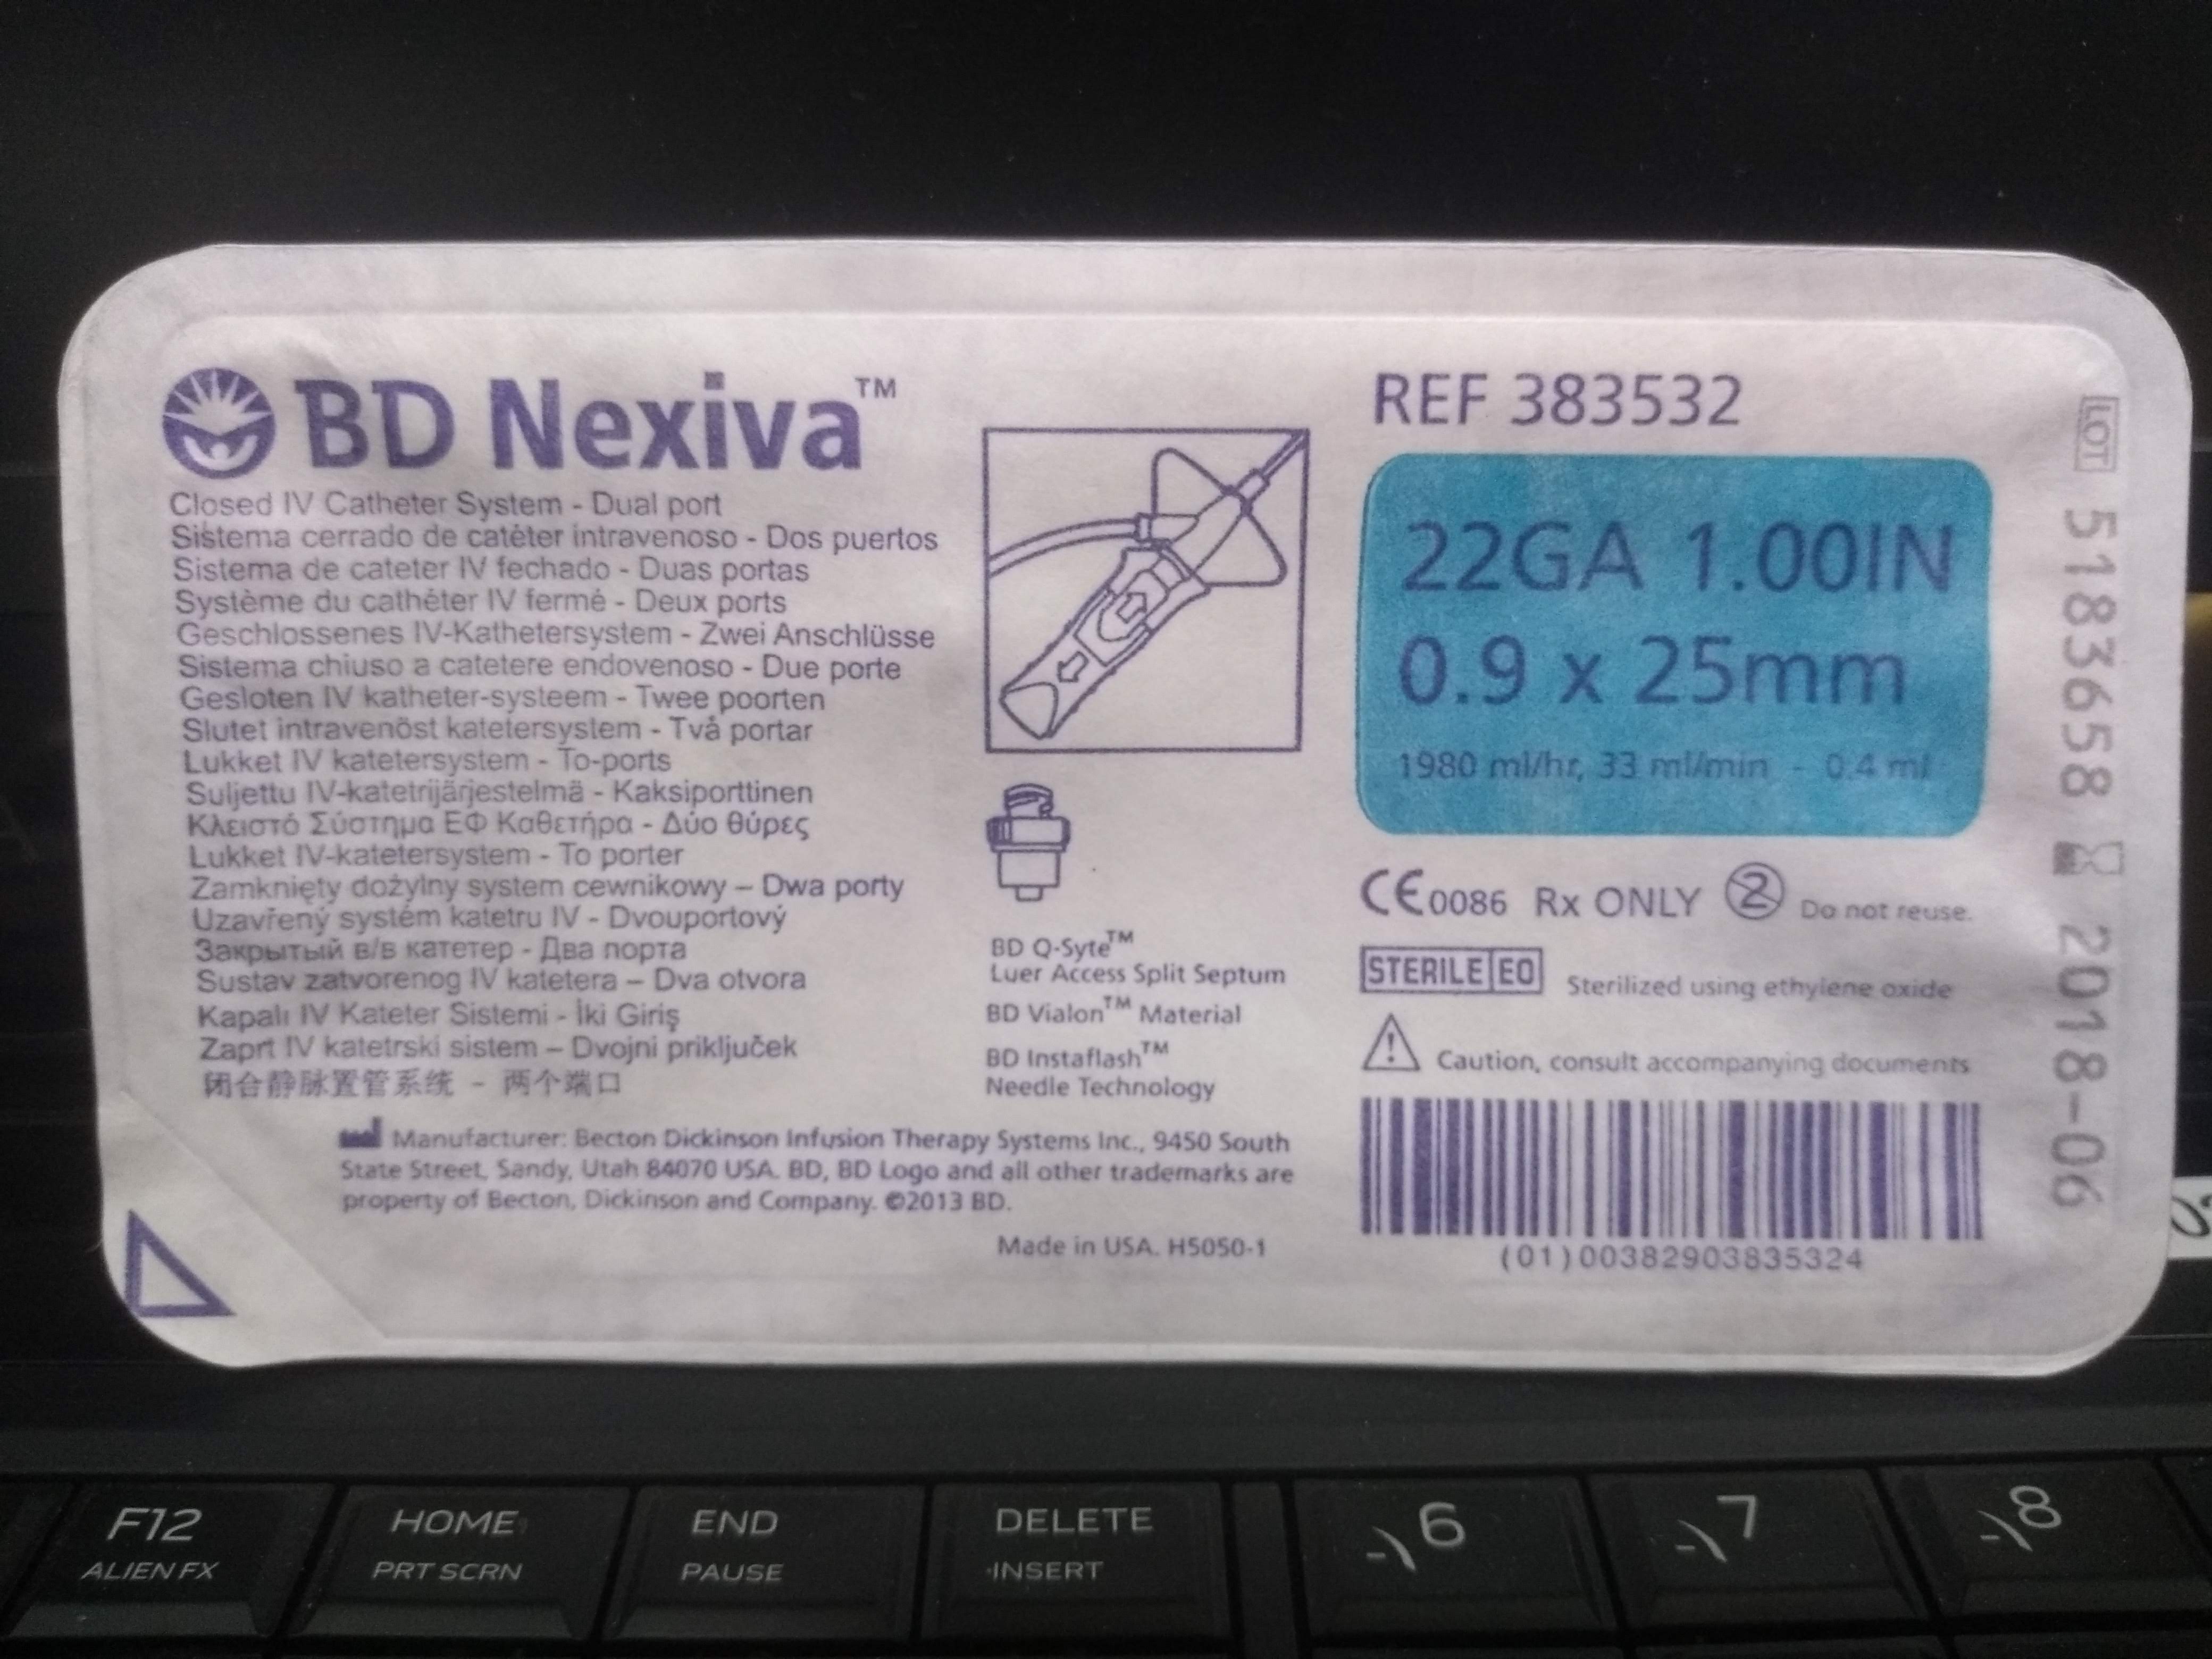 BD Nexiva™
Closed IV Catheter System - Dual port
Sistema cerrado de catéter intravenoso - Dos puertos
Sistema de cateter IV fechado - Duas portas
Système du cathéter IV fermé - Deux ports
Geschlossenes IV-Kathetersystem - Zwei Anschlüsse
Sistema chiuso a catetere endovenoso - Due porte
Gesloten IV katheter-systeem - Twee poorten
Slutet intravenöst katetersystem - Två portar
Lukket IV katetersystem - To-ports
Suljettu IV-katetrijärjestelmä - Kaksiporttinen
Κλειστό Σύστημα ΕΦ Καθετήρα - Δύο θύρες
Lukket IV-katetersystem - To porter
Zamknięty dożylny system cewnikowy – Dwa porty
Uzavřený systém katetru IV - Dvouportový
Закрытый в/в катетер - Два порта
Sustav zatvorenog IV katetera – Dva otvora
Kapalı IV Kateter Sistemi - İki Giriş
Zaprt IV katetrski sistem – Dvojni priključek
闭合静脉置管系统 - 两个端口
BD Q-Syte™
Luer Access Split Septum
BD Vialon™ Material
BD Instaflash™
Needle Technology
Manufacturer: Becton Dickinson Infusion Therapy Systems Inc., 9450 South
State Street, Sandy, Utah 84070 USA. BD, BD Logo and all other trademarks are
property of Becton, Dickinson and Company. ©2013 BD.
Made in USA. H5050-1
REF 383532
22GA 1.00IN
0.9 x 25mm
1980 ml/hr, 33 ml/min - 0.4 ml
CE0086 Rx ONLY 2 Do not reuse.
STERILE EO Sterilized using ethylene oxide
! Caution, consult accompanying documents
(01)00382903835324
LOT 5183658 2018-06
F12
ALIEN FX
HOME
PRT SCRN
END
PAUSE
DELETE
INSERT
6
7
8